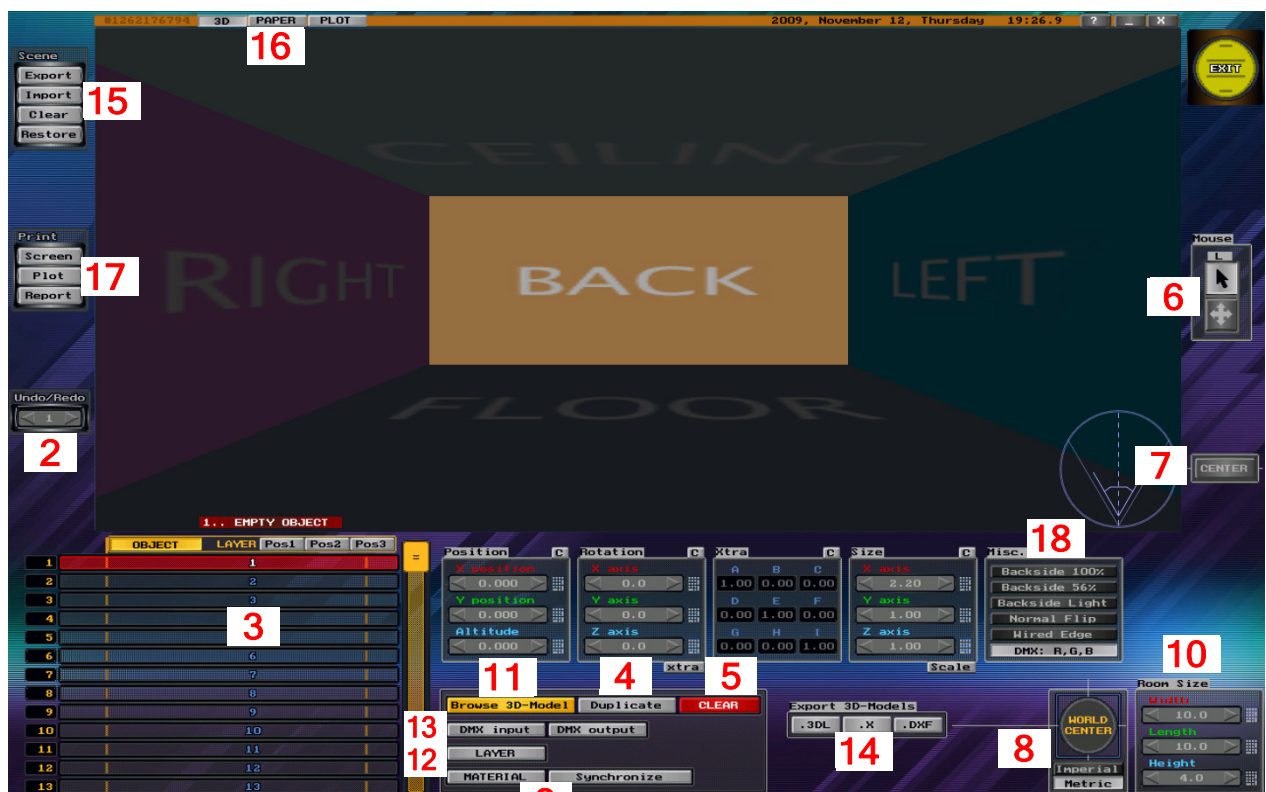 #1262176794 3D PAPER PLOT 2009, November 12, Thursday 19:26.9 ? _ X
16
Scene
Export
Import
Clear
Restore
15
EXIT
CEILING
RIGHT
BACK
LEFT
FLOOR
Print
Screen
Plot
Report
17
Mouse
L
6
Undo/Redo
1
2
7
CENTER
1.. EMPTY OBJECT
OBJECT LAYER Pos1 Pos2 Pos3
=
1 1
2 2
3 3
4
5
6 6
7 7
8 8
9 9
10 10
11 11
12 12
13 13
3
Position C
X position
0.000
Y position
0.000
Altitude
0.000
Rotation C
X axis
0.0
Y axis
0.0
Z axis
0.0
xtra
Xtra C
A B C
1.00 0.00 0.00
D E F
0.00 1.00 0.00
G H I
0.00 0.00 1.00
Size C
X axis
2.20
Y axis
1.00
Z axis
1.00
Scale
Misc.
18
Backside 100%
Backside 56%
Backside Light
Normal Flip
Wired Edge
DMX: R,G,B
11
4
5
Browse 3D-Model Duplicate CLEAR
13
DMX input DMX output
12
LAYER
MATERIAL Synchronize
Export 3D-Models
.3DL .X .DXF
14
8
WORLD
CENTER
Imperial
Metric
10
Room Size
Width
10.0
Length
10.0
Height
4.0